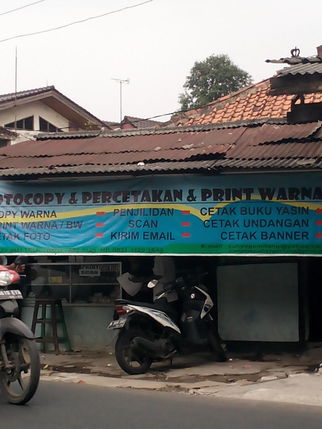 OTOCOPY & PERCETAKAN & PRINT WARNA
OPY WARNA PENJILIDAN CETAK BUKU YASIN
RINT WARNA / BW SCAN CETAK UNDANGAN
ETAK FOTO KIRIM EMAIL CETAK BANNER